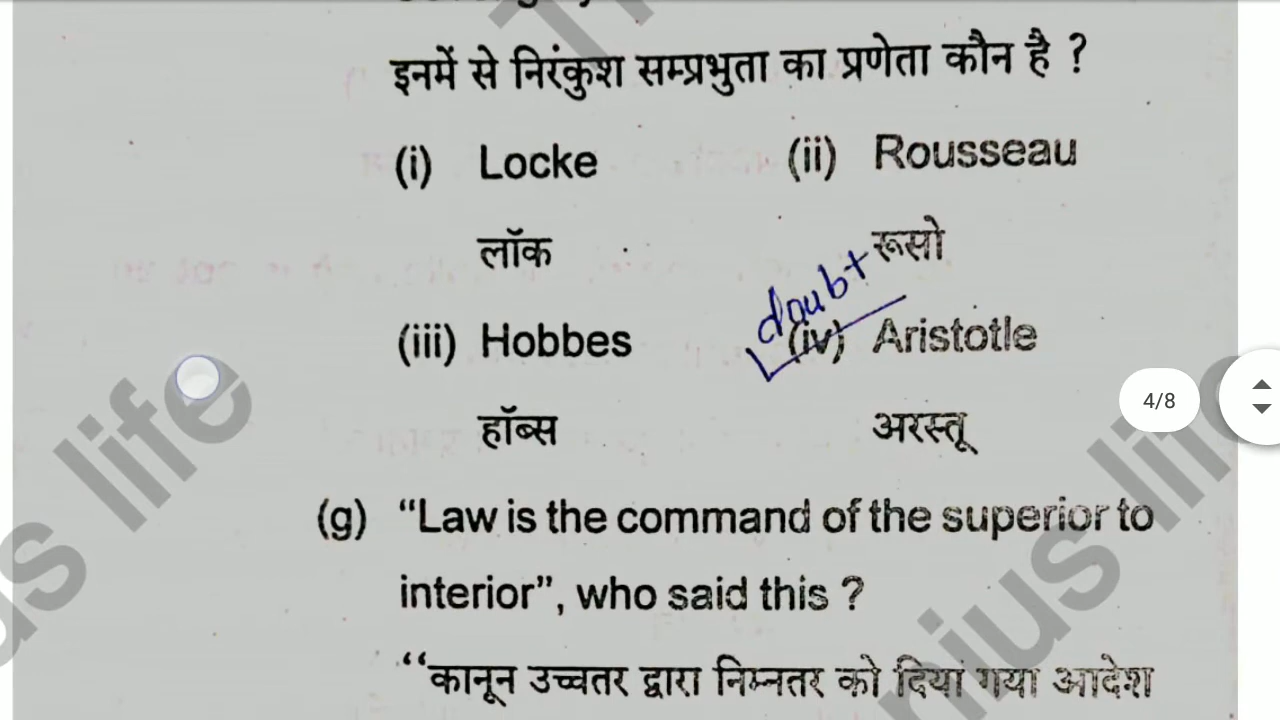 इनमें से निरंकुश सम्प्रभुता का प्रणेता कौन है ?
(i) Locke (ii) Rousseau
लॉक रूसो
doubt
(iii) Hobbes (iv) Aristotle
हॉब्स अरस्तू
4/8
(g) “Law is the command of the superior to
interior”, who said this ?
“कानून उच्चतर द्वारा निम्नतर को दिया गया आदेश
life